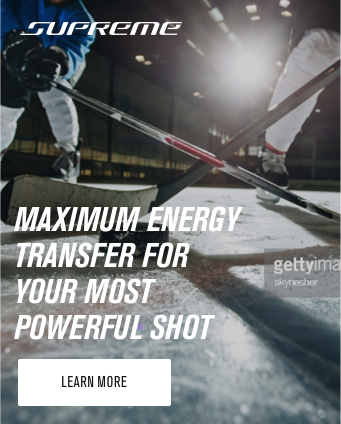 SUPREME
MAXIMUM ENERGY
TRANSFER FOR
YOUR MOST
POWERFUL SHOT
gettyima
skynesher
LEARN MORE